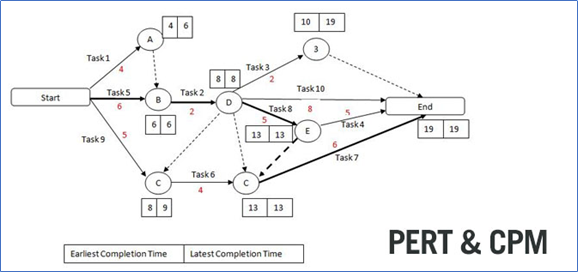 10 19
4 6
A
3
Task 1
4
Task 3
2
8 8
Start
Task 5
6
Task 2
2
Task 10
8
End
B
D
Task 8
5
5
Task 9
5
6 6
13 13
E
Task 4
6
Task 7
19 19
C
Task 6
4
C
8 9
13 13
PERT & CPM
Earliest Completion Time Latest Completion Time